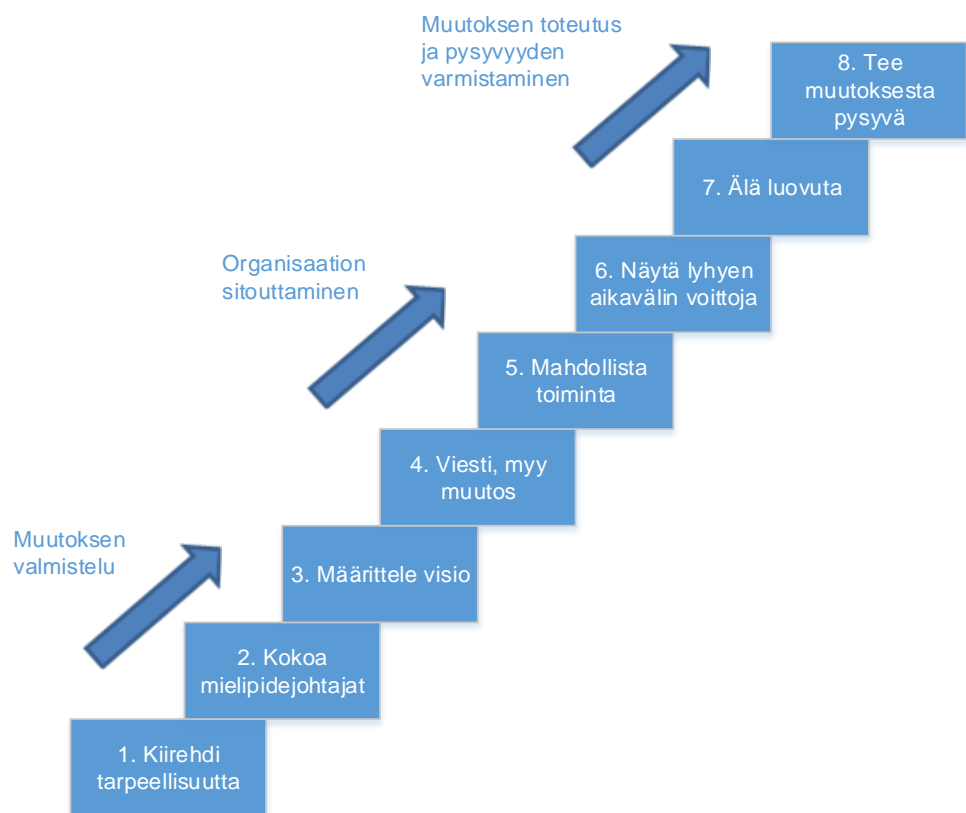 Muutoksen toteutus
ja pysyvyyden
varmistaminen
8. Tee
muutoksesta
pysyvä
7. Älä luovuta
Organisaation
sitouttaminen
6. Näytä lyhyen
aikavälin voittoja
5. Mahdollista
toiminta
4. Viesti, myy
muutos
Muutoksen
valmistelu
3. Määrittele visio
2. Kokoa
mielipidejohtajat
1. Kiirehdi
tarpeellisuutta